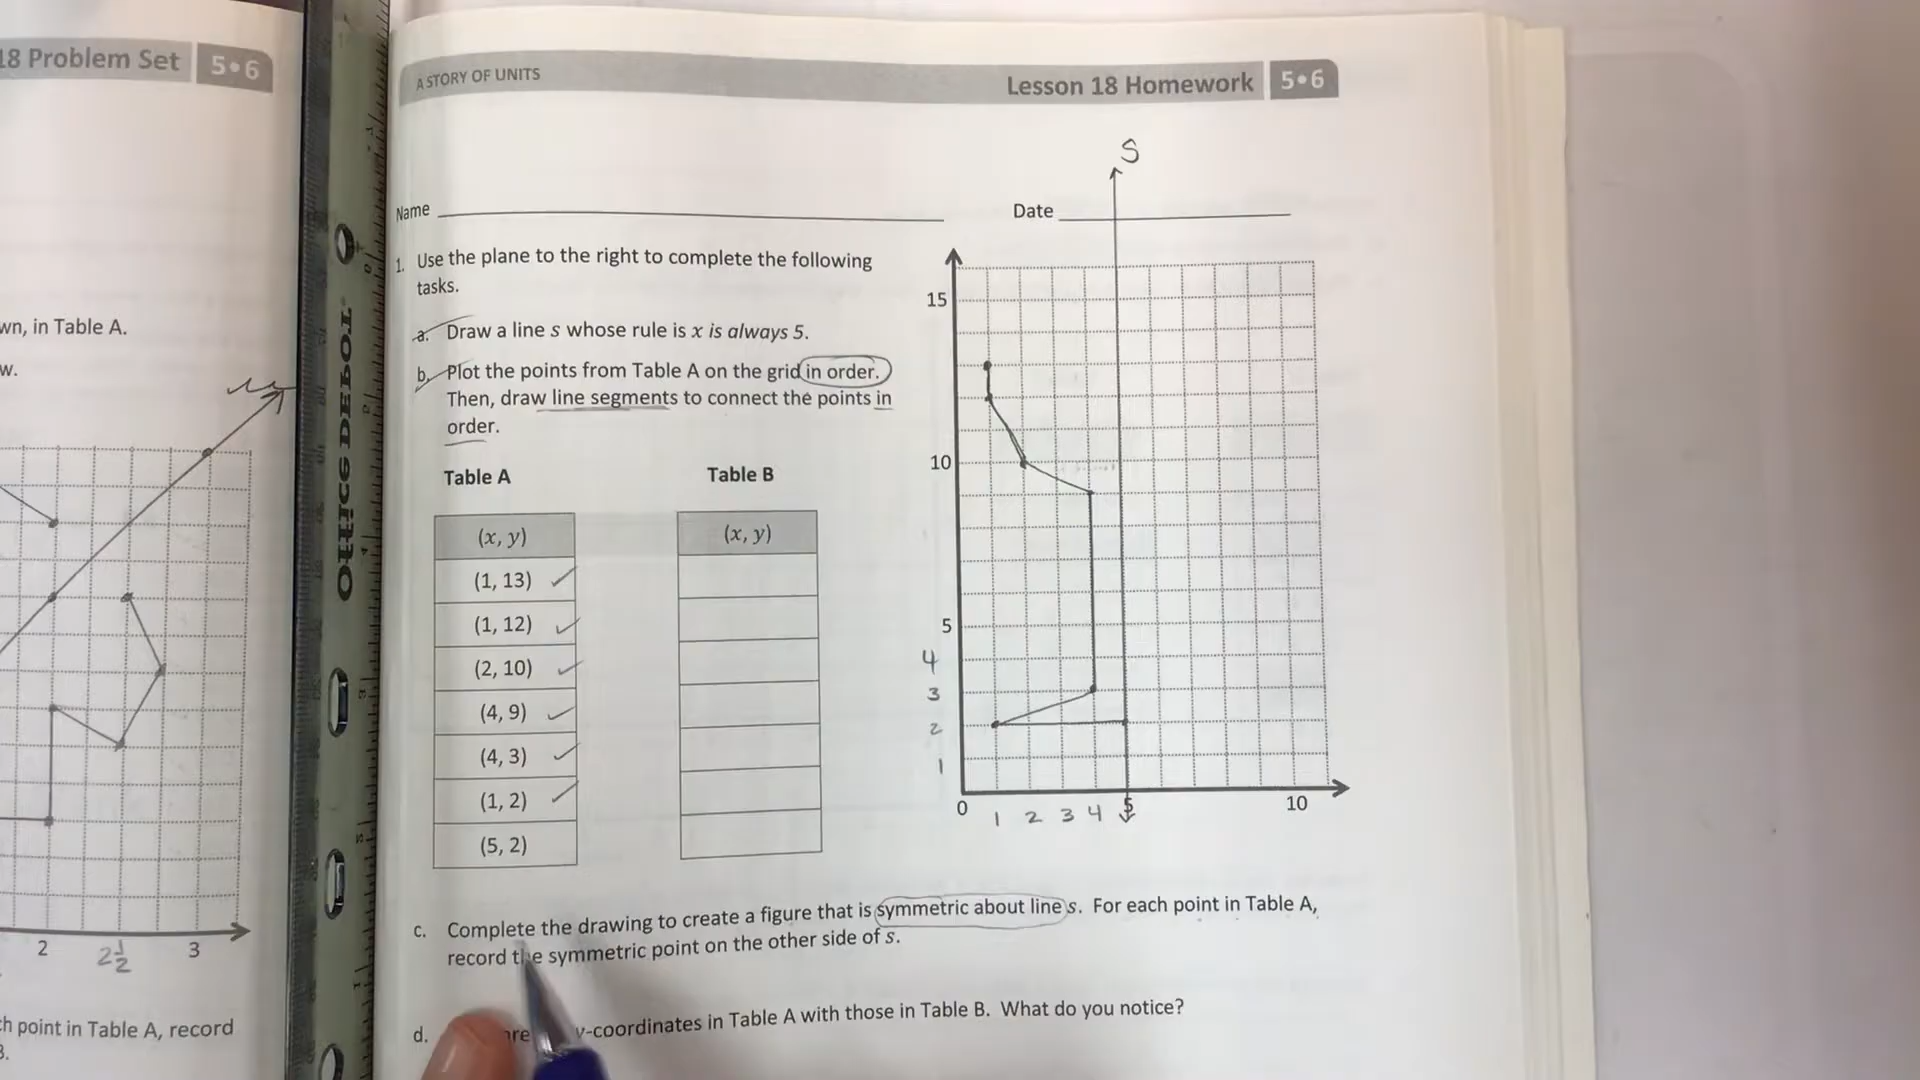 18 Problem Set 5•6
wn, in Table A.
w.
2 2½ 3
ch point in Table A, record
OFFICE DEPOT
A STORY OF UNITS
Lesson 18 Homework 5•6
S
Name
Date
1. Use the plane to the right to complete the following
tasks.
a. Draw a line s whose rule is x is always 5.
b. Plot the points from Table A on the grid in order.
Then, draw line segments to connect the points in
order.
Table A Table B
(x, y) (x, y)
(1, 13)
(1, 12)
(2, 10)
(4, 9)
(4, 3)
(1, 2)
(5, 2)
15
10
5
4
3
2
1
0 1 2 3 4 5 10
c. Complete the drawing to create a figure that is symmetric about line s. For each point in Table A,
record the symmetric point on the other side of s.
d. y-coordinates in Table A with those in Table B. What do you notice?